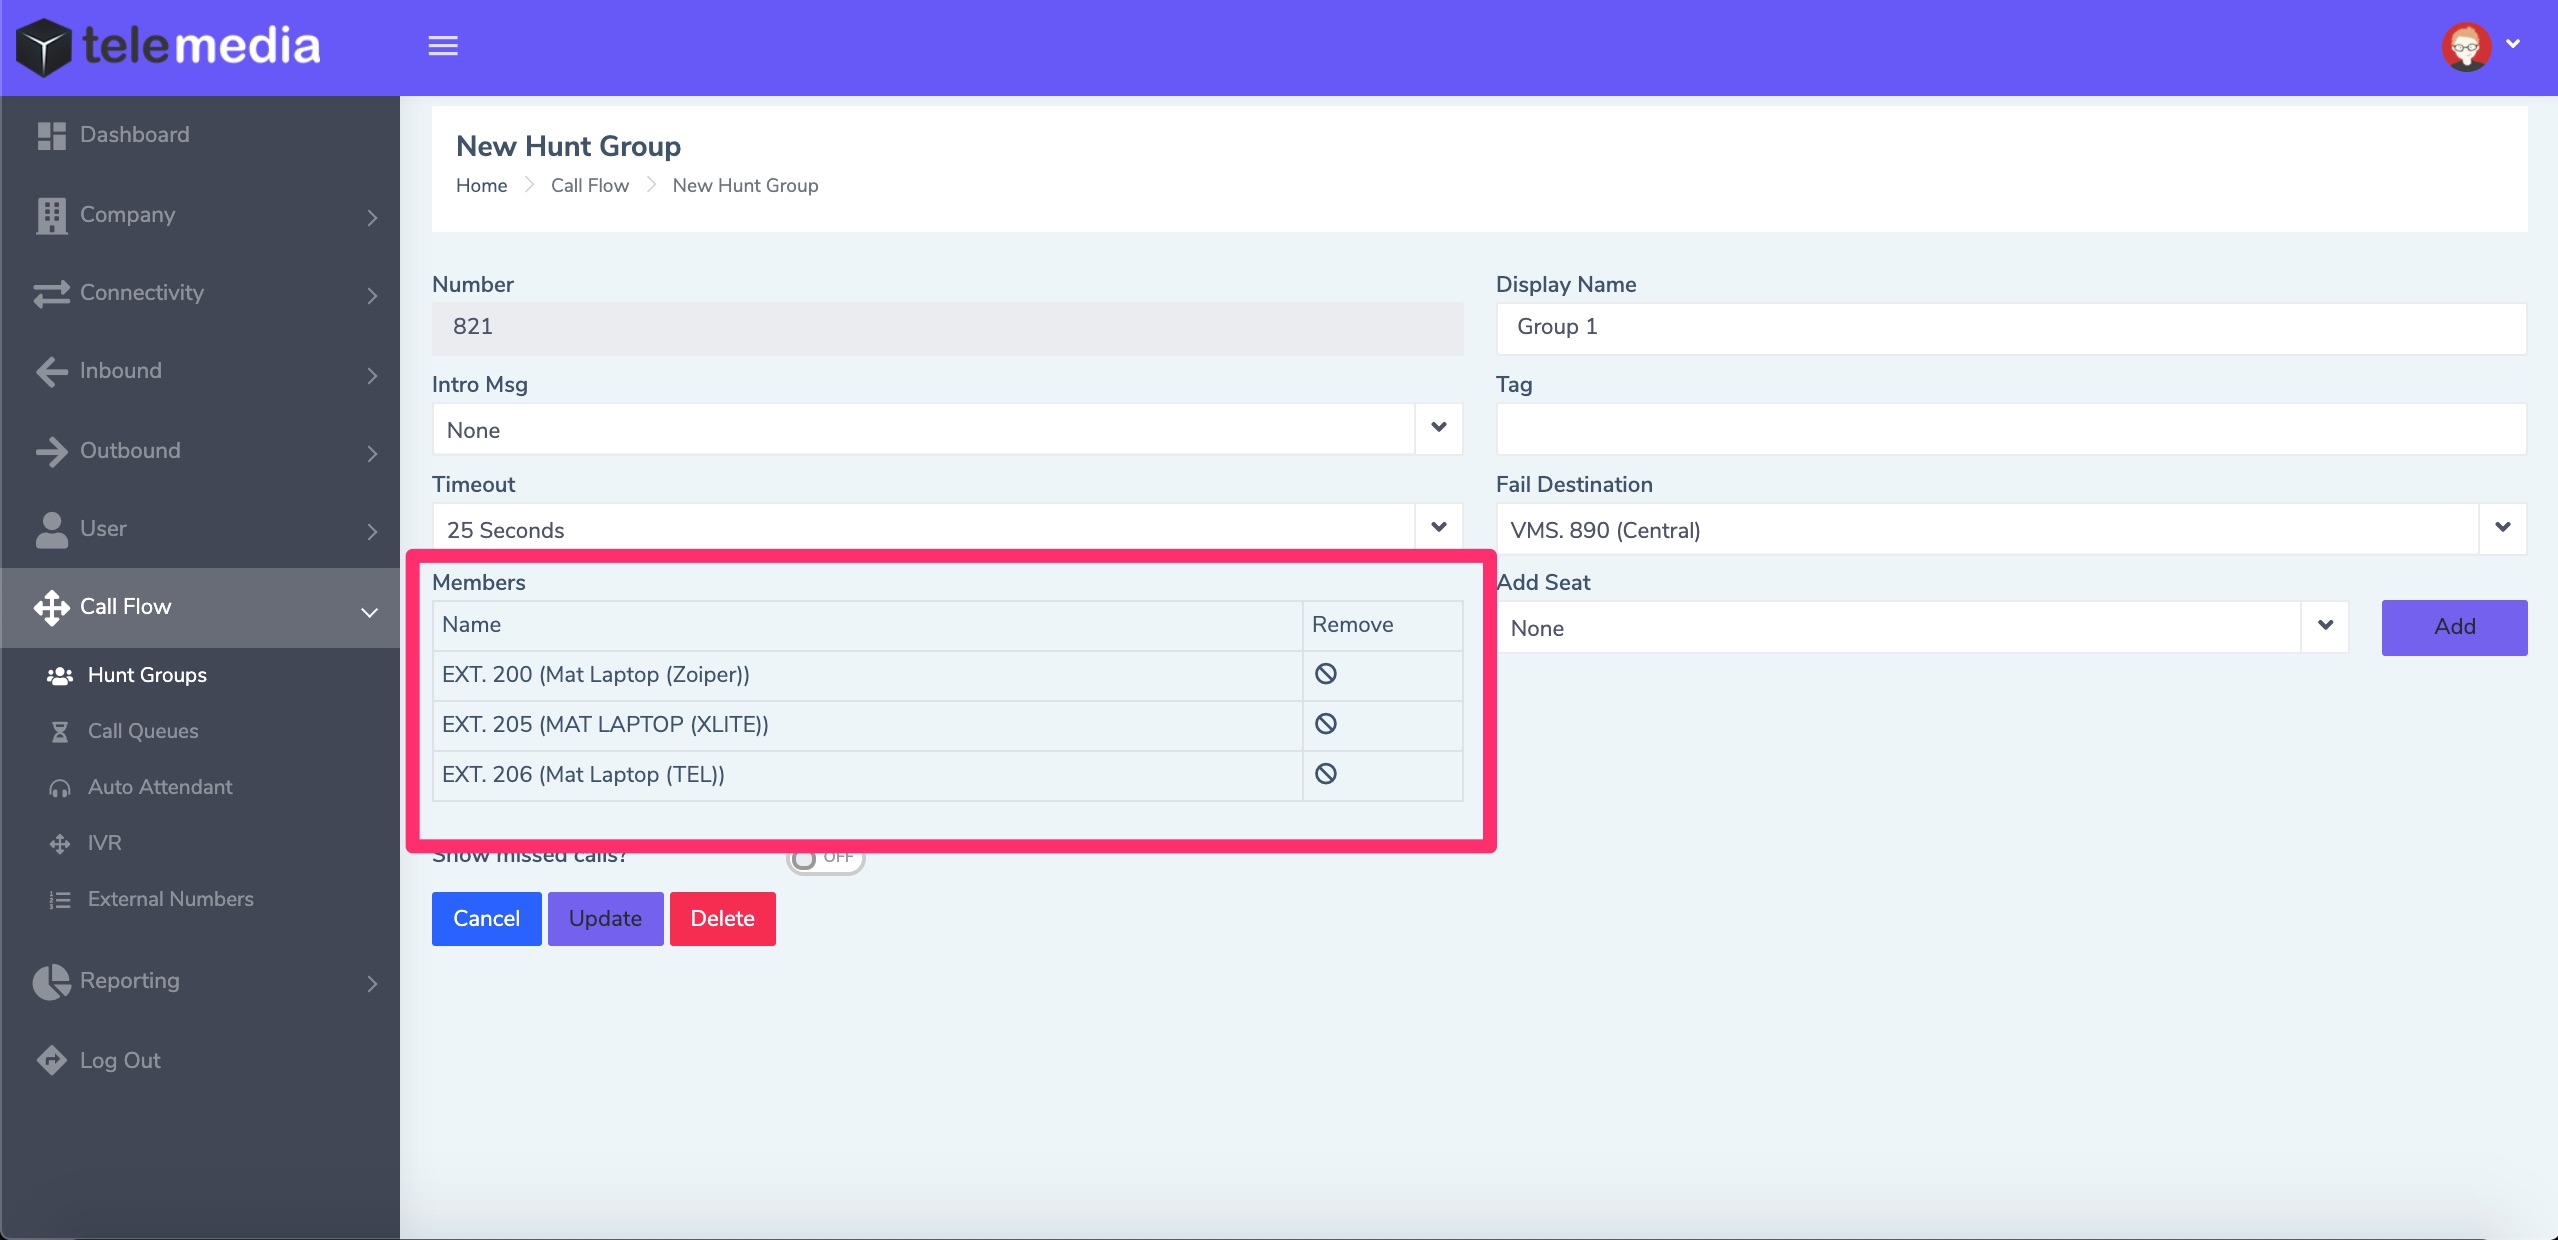 telemedia
Dashboard
Company
Connectivity
Inbound
Outbound
User
Call Flow
Hunt Groups
Call Queues
Auto Attendant
IVR
External Numbers
Reporting
Log Out
New Hunt Group
Home
Call Flow
New Hunt Group
Number
821
Display Name
Group 1
Intro Msg
None
Tag
Timeout
25 Seconds
Fail Destination
VMS. 890 (Central)
Members
Name
Remove
EXT. 200 (Mat Laptop (Zoiper))
EXT. 205 (MAT LAPTOP (XLITE))
EXT. 206 (Mat Laptop (TEL))
Add Seat
None
Add
Show missed calls?
OFF
Cancel
Update
Delete